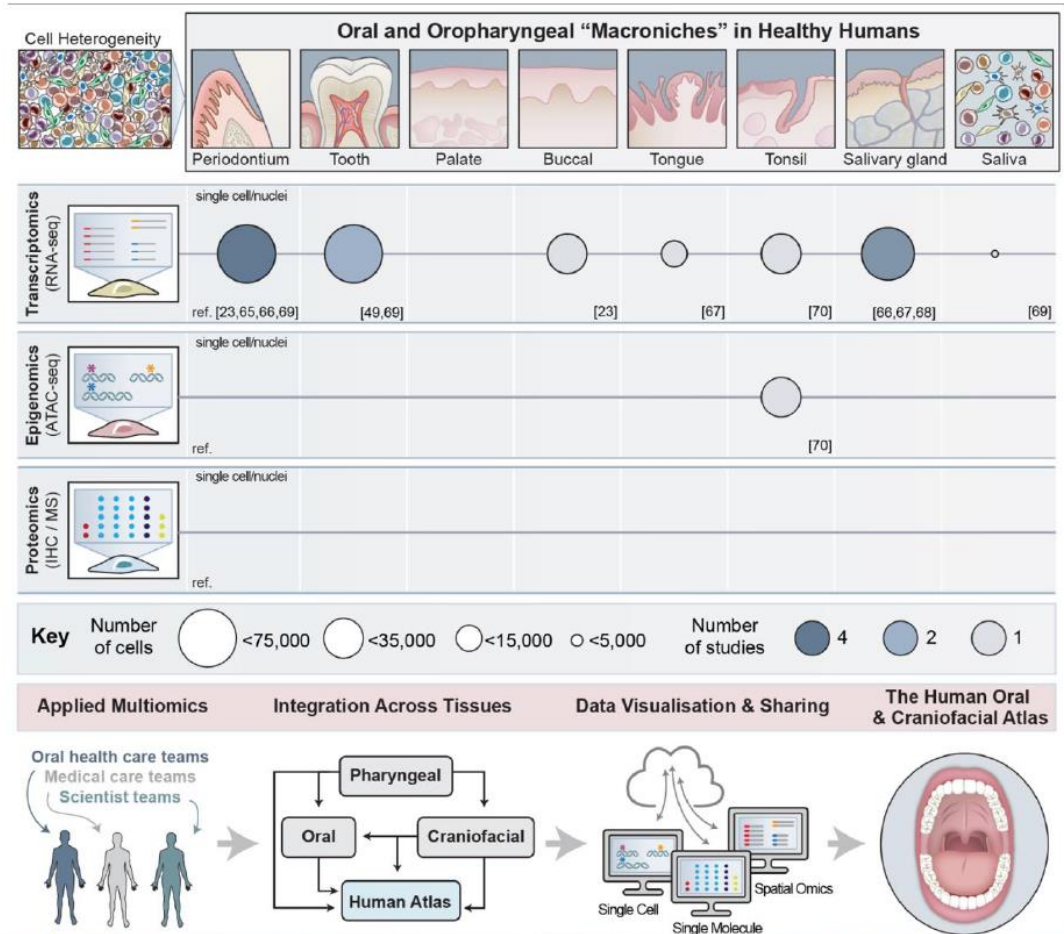 Cell Heterogeneity
Oral and Oropharyngeal “Macroniches” in Healthy Humans
Periodontium
Tooth
Palate
Buccal
Tongue
Tonsil
Salivary gland
Saliva
Transcriptomics
(RNA-seq)
single cell/nuclei
ref. [23,65,66,69]
[49,69]
[23]
[67]
[70]
[66,67,68]
[69]
Epigenomics
(ATAC-seq)
single cell/nuclei
ref.
[70]
Proteomics
(IHC / MS)
single cell/nuclei
ref.
Key
Number
of cells
<75,000
<35,000
<15,000
<5,000
Number
of studies
4
2
1
Applied Multiomics
Integration Across Tissues
Data Visualisation & Sharing
The Human Oral
& Craniofacial Atlas
Oral health care teams
Medical care teams
Scientist teams
Pharyngeal
Oral
Craniofacial
Human Atlas
Single Cell
Single Molecule
Spatial Omics